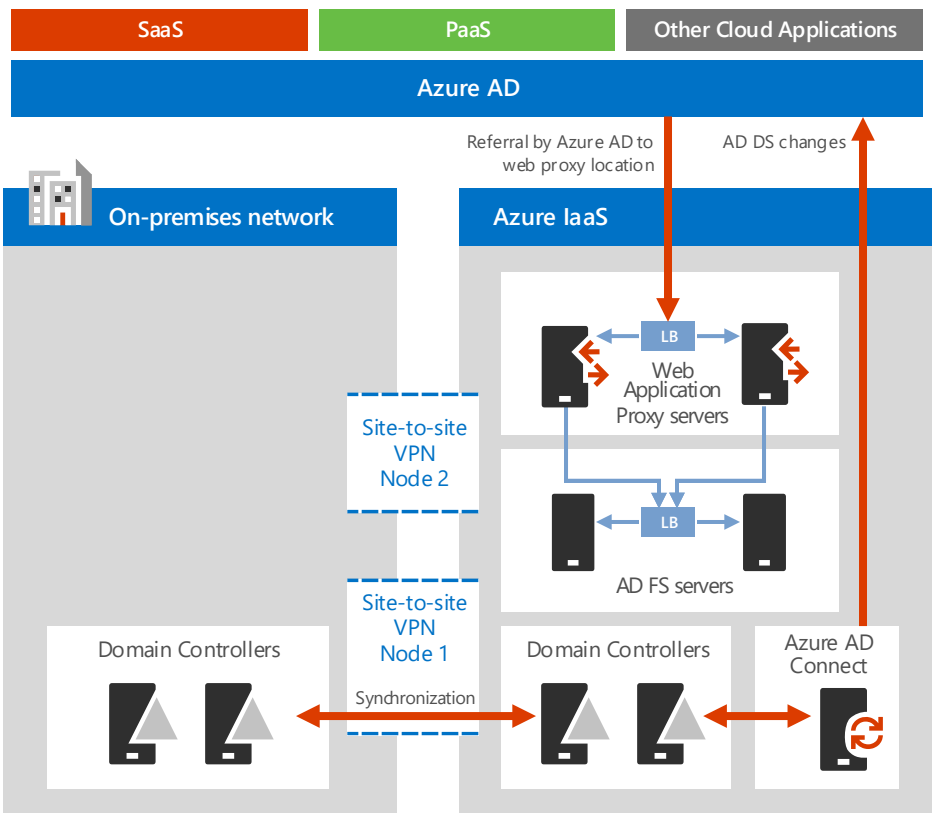 SaaS
PaaS
Other Cloud Applications
Azure AD
Referral by Azure AD to
web proxy location
AD DS changes
On-premises network
Azure IaaS
LB
Web
Application
Proxy servers
Site-to-site
VPN
Node 2
LB
AD FS servers
Site-to-site
VPN
Node 1
Domain Controllers
Synchronization
Domain Controllers
Azure AD
Connect